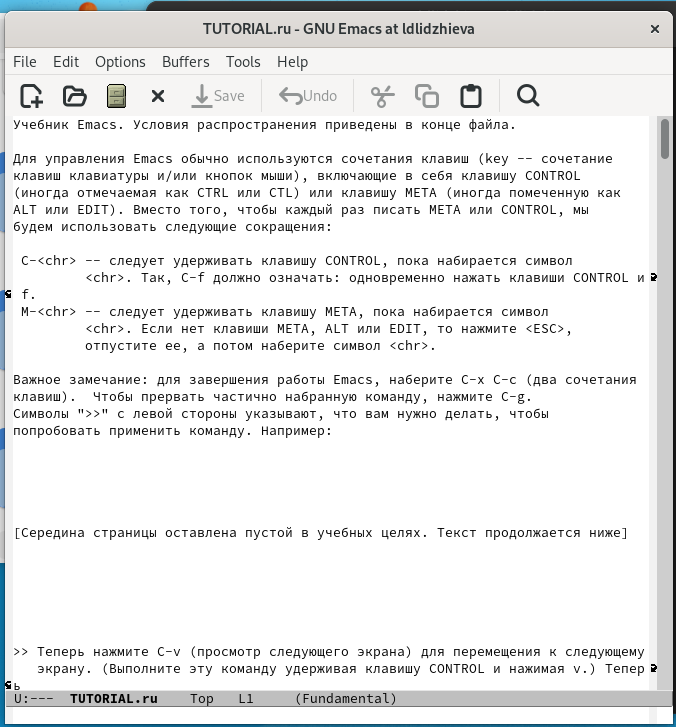 TUTORIAL.ru - GNU Emacs at ldlidzhieva
File Edit Options Buffers Tools Help
Save Undo
Учебник Emacs. Условия распространения приведены в конце файла.
Для управления Emacs обычно используются сочетания клавиш (key -- сочетание
клавиш клавиатуры и/или кнопок мыши), включающие в себя клавишу CONTROL
(иногда отмечаемая как CTRL или CTL) или клавишу META (иногда помеченную как
ALT или EDIT). Вместо того, чтобы каждый раз писать META или CONTROL, мы
будем использовать следующие сокращения:
C-<chr> -- следует удерживать клавишу CONTROL, пока набирается символ
<chr>. Так, C-f должно означать: одновременно нажать клавиши CONTROL и
f.
M-<chr> -- следует удерживать клавишу META, пока набирается символ
<chr>. Если нет клавиши META, ALT или EDIT, то нажмите <ESC>,
отпустите ее, а потом наберите символ <chr>.
Важное замечание: для завершения работы Emacs, наберите C-x C-c (два сочетания
клавиш).  Чтобы прервать частично набранную команду, нажмите C-g.
Символы ">>" с левой стороны указывают, что вам нужно делать, чтобы
попробовать применить команду. Например:
[Середина страницы оставлена пустой в учебных целях. Текст продолжается ниже]
>> Теперь нажмите C-v (просмотр следующего экрана) для перемещения к следующему
экрану. (Выполните эту команду удерживая клавишу CONTROL и нажимая v.) Тепер
ь
U:--- TUTORIAL.ru Top L1 (Fundamental)